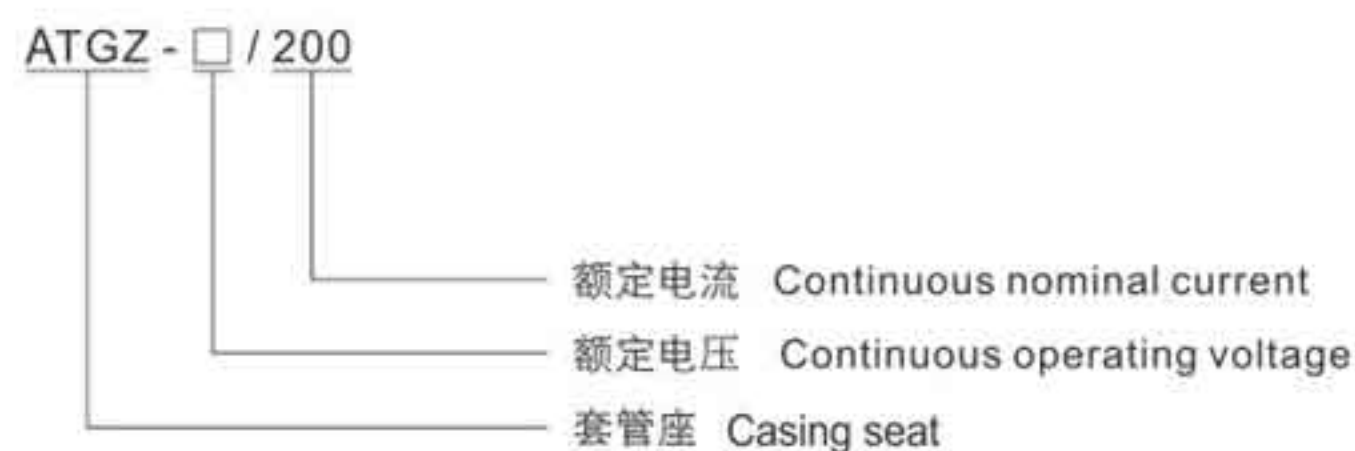 ATGZ - □ / 200
额定电流 Continuous nominal current
额定电压 Continuous operating voltage
套管座 Casing seat